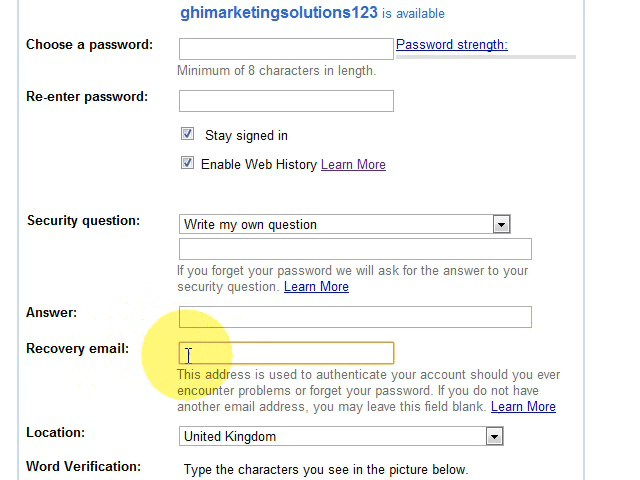 ghimarketingsolutions123 is available
Choose a password:
Password strength:
Minimum of 8 characters in length.
Re-enter password:
Stay signed in
Enable Web History Learn More
Security question:
Write my own question
If you forget your password we will ask for the answer to your
security question. Learn More
Answer:
Recovery email:
This address is used to authenticate your account should you ever
encounter problems or forget your password. If you do not have
another email address, you may leave this field blank. Learn More
Location:
United Kingdom
Word Verification:
Type the characters you see in the picture below.